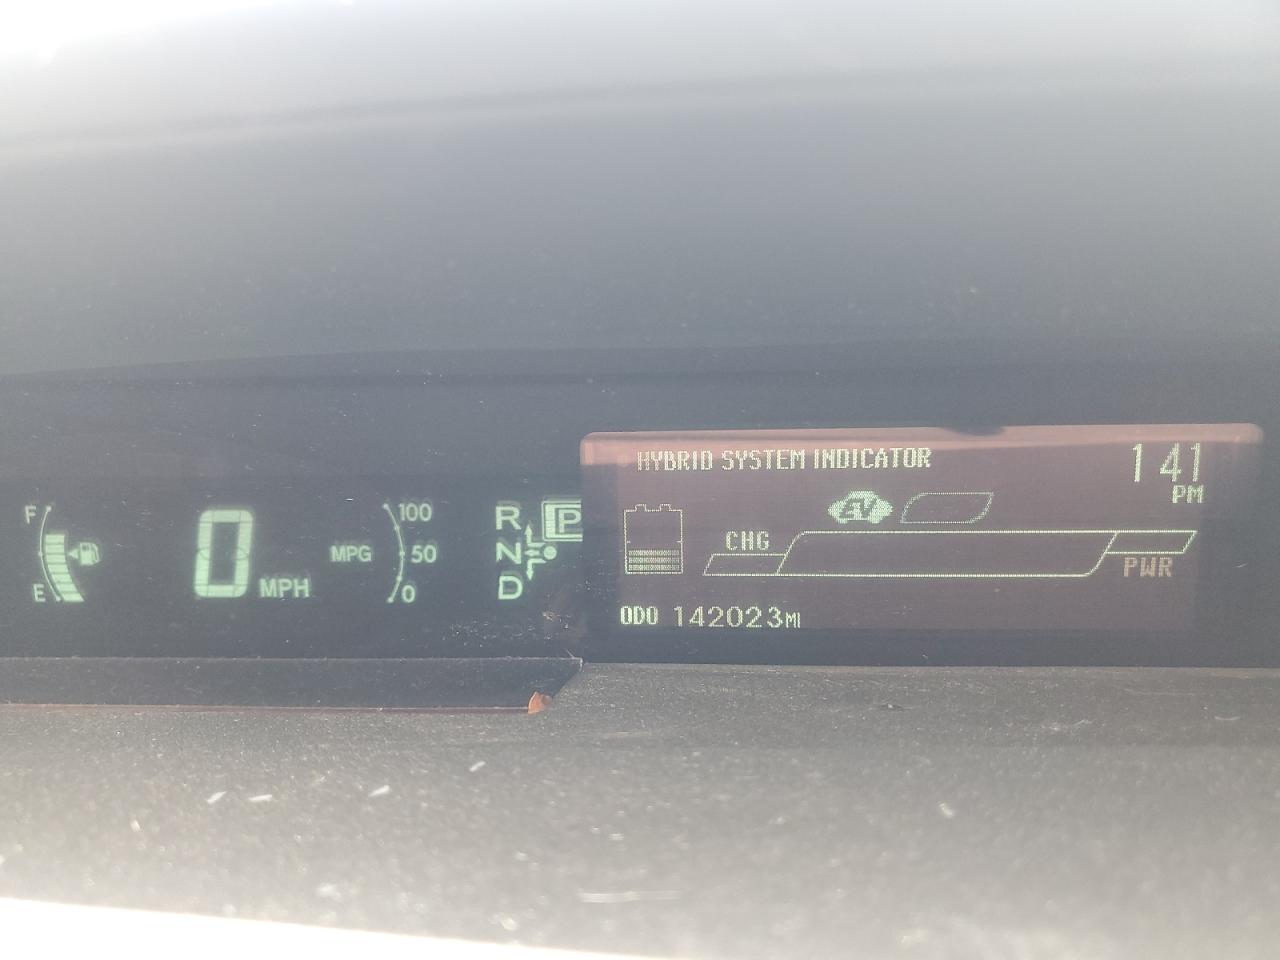 F
E
0 MPH
MPG
100
50
0
R
N
D
P
HYBRID SYSTEM INDICATOR
1 41
PM
EV
CHG
PWR
ODO 142023MI